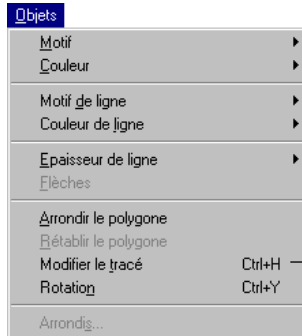 Objets
Motif
Couleur
Motif de ligne
Couleur de ligne
Epaisseur de ligne
Flèches
Arrondir le polygone
Rétablir le polygone
Modifier le tracé Ctrl+H
Rotation Ctrl+Y
Arrondis...